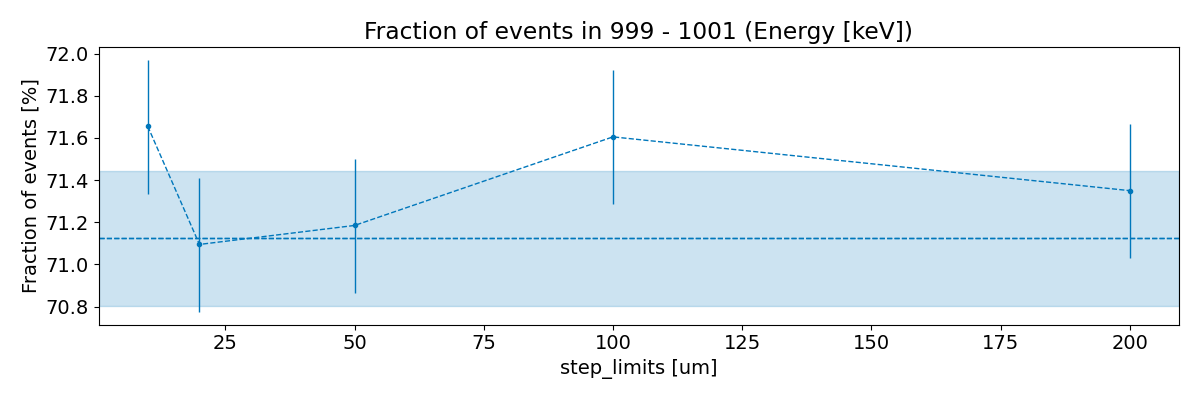 Fraction of events in 999 - 1001 (Energy [keV])
Fraction of events [%]
72.0
71.8
71.6
71.4
71.2
71.0
70.8
25 50 75 100 125 150 175 200
step_limits [um]